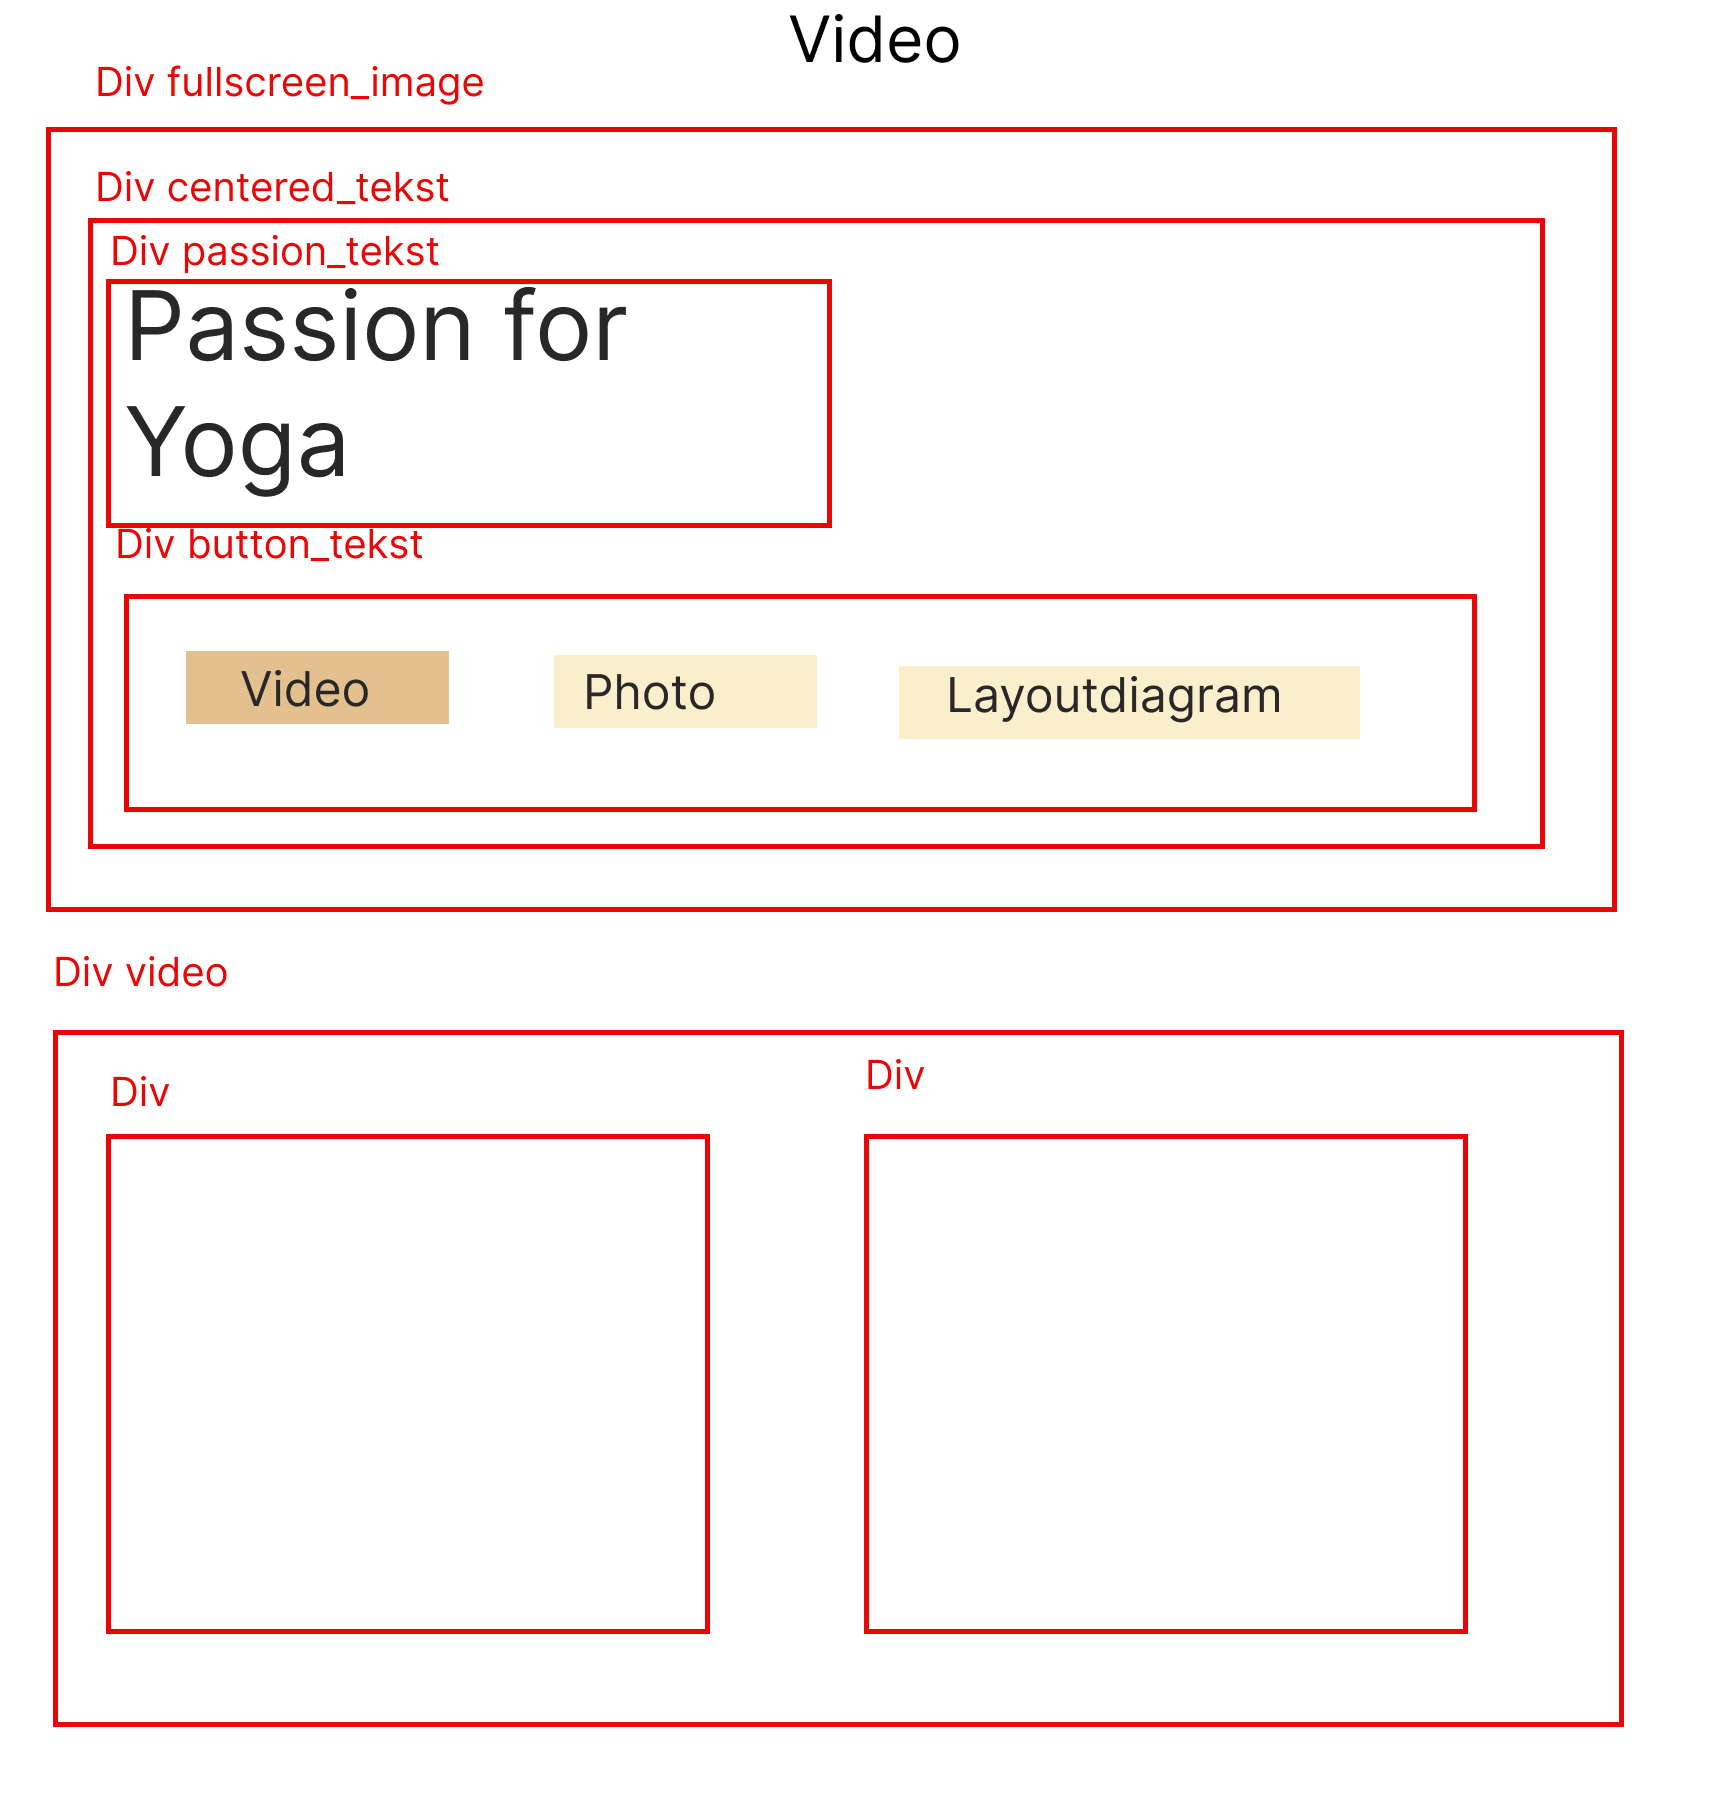 Video
Div fullscreen_image
Div centered_tekst
Div passion_tekst
Passion for
Yoga
Div button_tekst
Video
Photo
Layoutdiagram
Div video
Div
Div